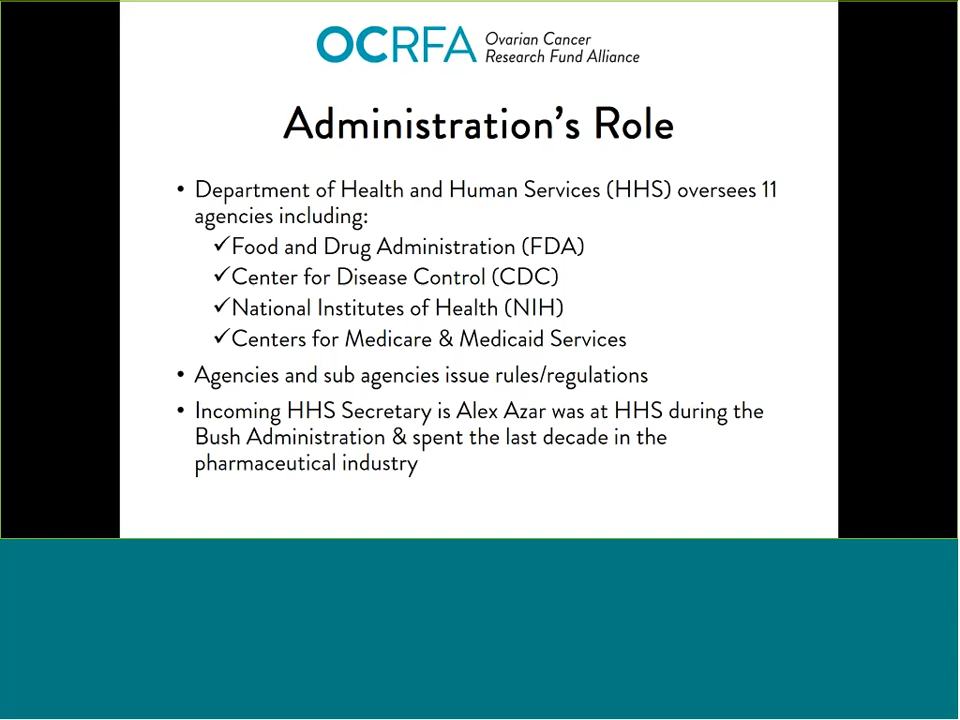 OCRFA Ovarian Cancer
Research Fund Alliance
Administration's Role
• Department of Health and Human Services (HHS) oversees 11
agencies including:
✓Food and Drug Administration (FDA)
✓Center for Disease Control (CDC)
✓National Institutes of Health (NIH)
✓Centers for Medicare & Medicaid Services
• Agencies and sub agencies issue rules/regulations
• Incoming HHS Secretary is Alex Azar was at HHS during the
Bush Administration & spent the last decade in the
pharmaceutical industry